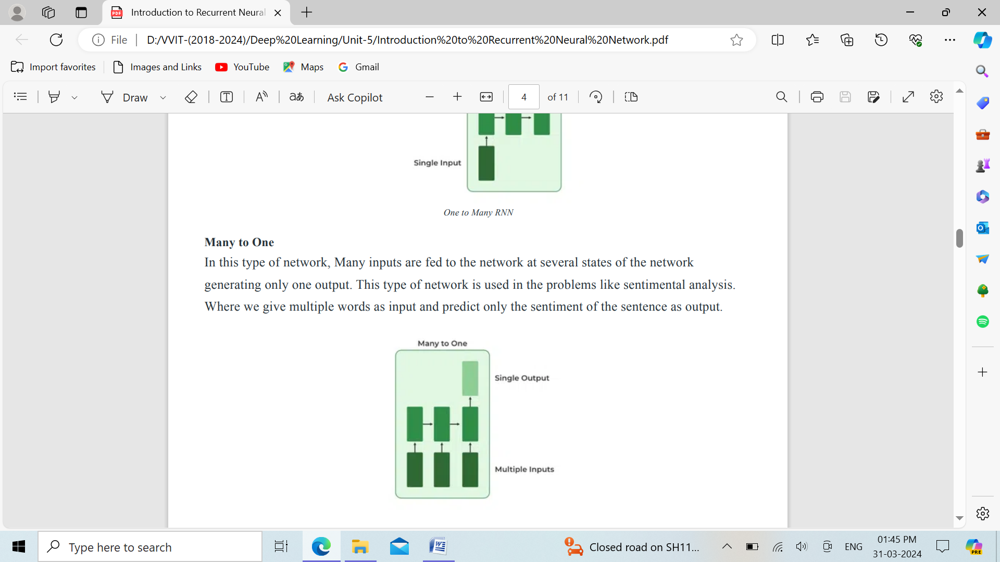 Introduction to Recurrent Neural
File
D:/VVIT-(2018-2024)/Deep%20Learning/Unit-5/Introduction%20to%20Recurrent%20Neural%20Network.pdf
Import favorites
Images and Links
YouTube
Maps
Gmail
Draw
Ask Copilot
4 of 11
Single Input
One to Many RNN
Many to One
In this type of network, Many inputs are fed to the network at several states of the network
generating only one output. This type of network is used in the problems like sentimental analysis.
Where we give multiple words as input and predict only the sentiment of the sentence as output.
Many to One
Single Output
Multiple Inputs
Type here to search
Closed road on SH11...
ENG
01:45 PM
31-03-2024
PRE